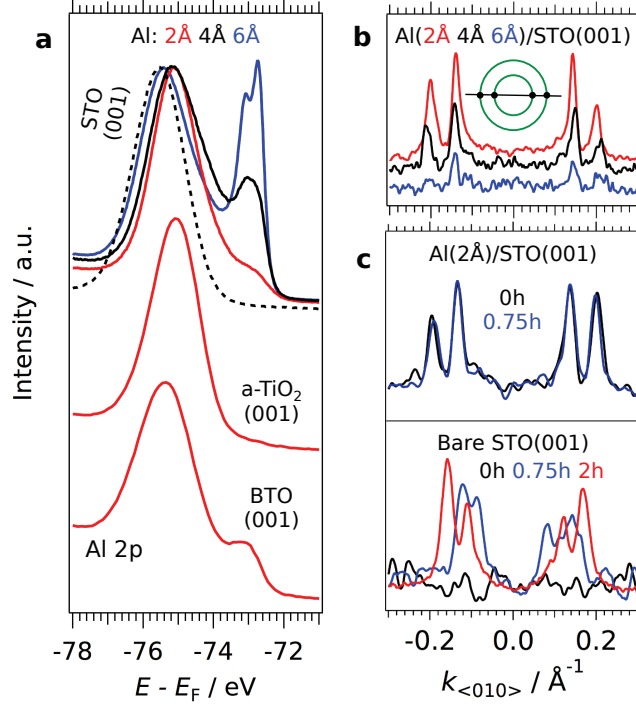 a
Al: 2Å 4Å 6Å
STO
(001)
a-TiO₂
(001)
BTO
(001)
Al 2p
Intensity / a.u.
-78 -76 -74 -72
E - E_F / eV
b
Al(2Å 4Å 6Å)/STO(001)
c
Al(2Å)/STO(001)
0h
0.75h
Bare STO(001)
0h 0.75h 2h
-0.2 0.0 0.2
k_<010> / Å⁻¹